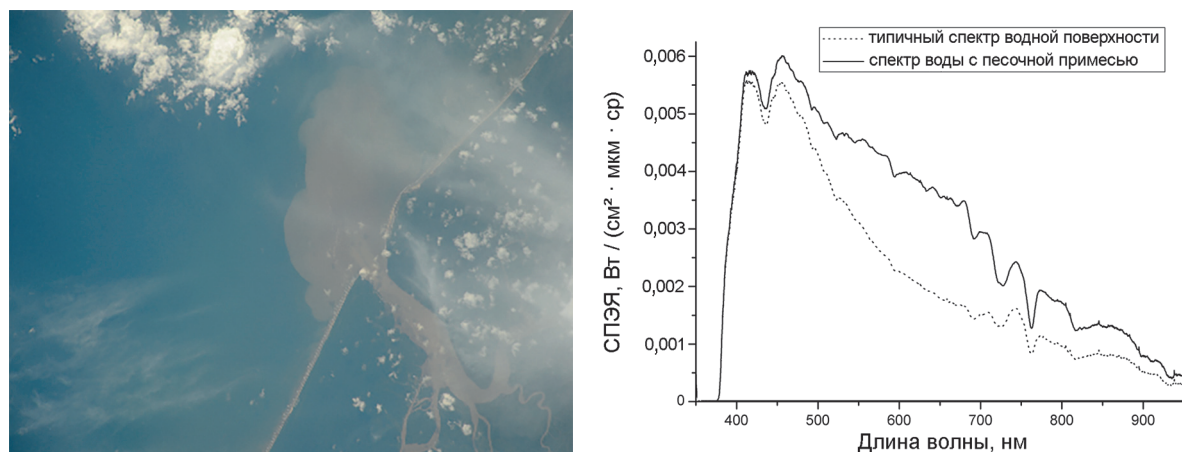 типичный спектр водной поверхности
спектр воды с песочной примесью
0,006
0,005
0,004
0,003
0,002
0,001
0
СПЭЯ, Вт / (см² · мкм · ср)
400 500 600 700 800 900
Длина волны, нм